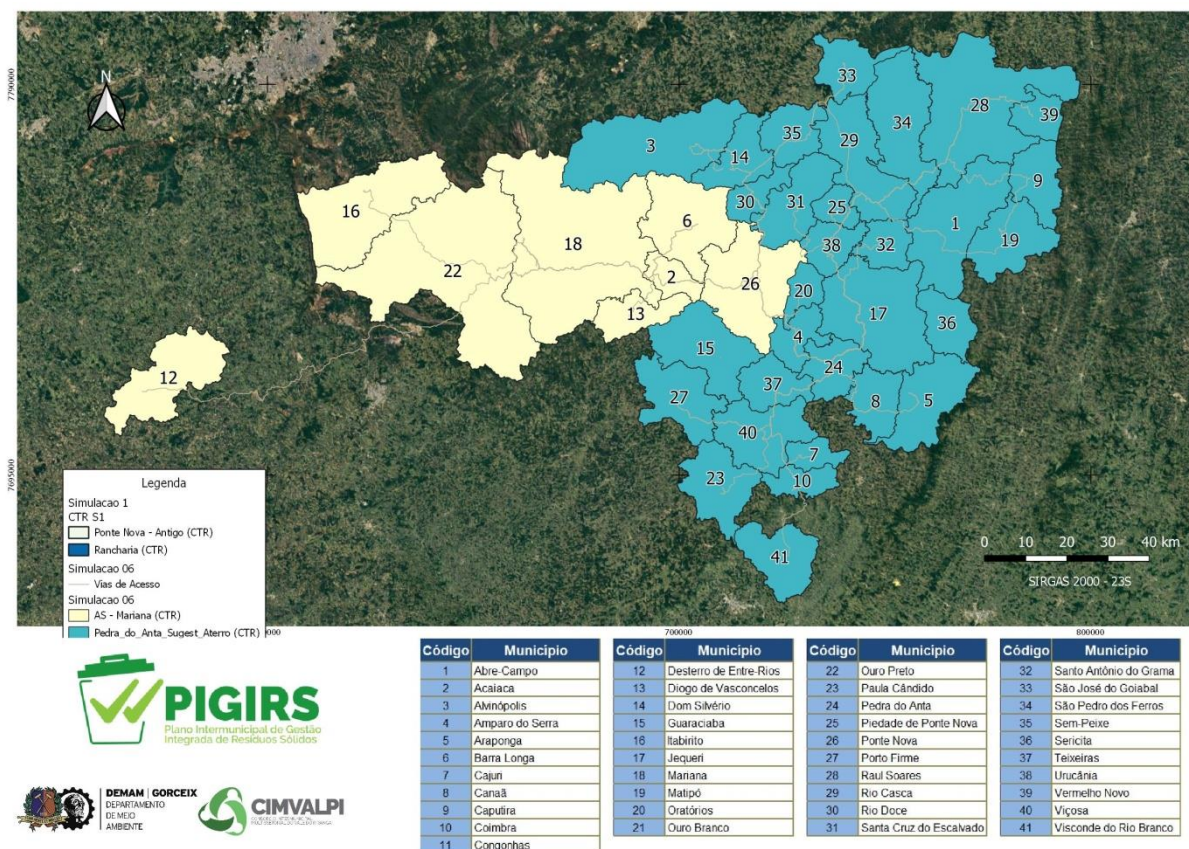 7790000
7695000
N
33
28
34
39
35
29
3
14
9
30
31
25
16
6
1
19
38
32
18
22
2
26
20
17
13
36
4
15
12
24
37
8
5
27
40
7
23
10
41
Legenda
Simulacao 1
CTR S1
Ponte Nova - Antigo (CTR)
Rancharia (CTR)
Simulacao 06
Vias de Acesso
Simulacao 06
AS - Mariana (CTR)
Pedra_do_Anta_Sugest_Aterro (CTR)
0 10 20 30 40 km
SIRGAS 2000 - 23S
700000
800000
PIGIRS
Plano Intermunicipal de Gestão
Integrada de Resíduos Sólidos
DEMAM | GORCEIX
DEPARTAMENTO
DE MEIO
AMBIENTE
CIMVALPI
Código Município
1 Abre-Campo
2 Acaiaca
3 Alvinópolis
4 Amparo do Serra
5 Araponga
6 Barra Longa
7 Cajuri
8 Canaã
9 Caputira
10 Coimbra
11 Congonhas
Código Município
12 Desterro de Entre-Rios
13 Diogo de Vasconcelos
14 Dom Silvério
15 Guaraciaba
16 Itabirito
17 Jequeri
18 Mariana
19 Matipó
20 Oratórios
21 Ouro Branco
Código Município
22 Ouro Preto
23 Paula Cândido
24 Pedra do Anta
25 Piedade de Ponte Nova
26 Ponte Nova
27 Porto Firme
28 Raul Soares
29 Rio Casca
30 Rio Doce
31 Santa Cruz do Escalvado
Código Município
32 Santo Antônio do Grama
33 São José do Goiabal
34 São Pedro dos Ferros
35 Sem-Peixe
36 Sericita
37 Teixeiras
38 Urucânia
39 Vermelho Novo
40 Viçosa
41 Visconde do Rio Branco